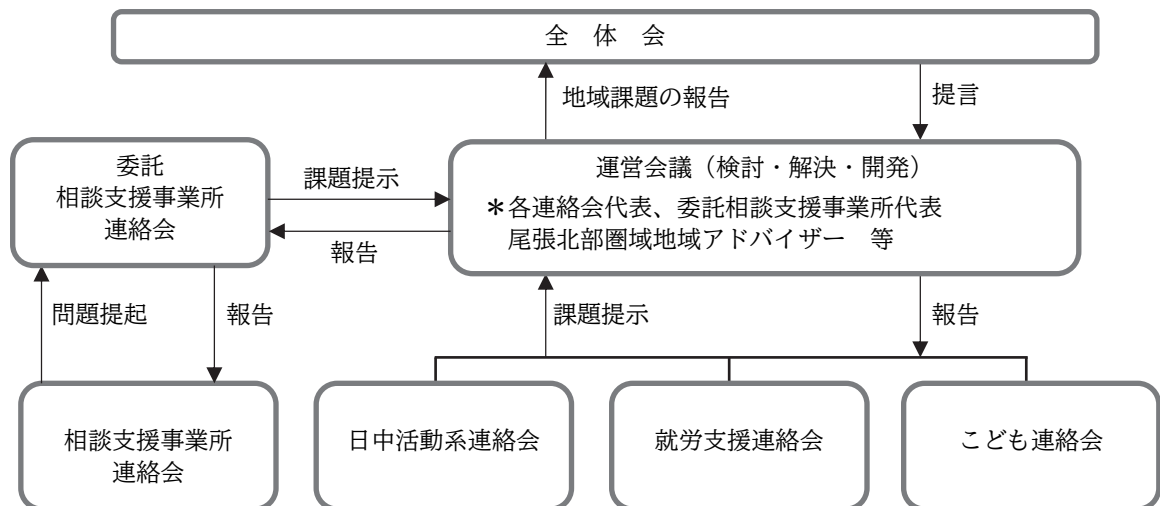 全　体　会
地域課題の報告
提言
委託
相談支援事業所
連絡会
課題提示
報告
運営会議（検討・解決・開発）
＊各連絡会代表、委託相談支援事業所代表
尾張北部圏域地域アドバイザー　等
問題提起
報告
課題提示
報告
相談支援事業所
連絡会
日中活動系連絡会
就労支援連絡会
こども連絡会